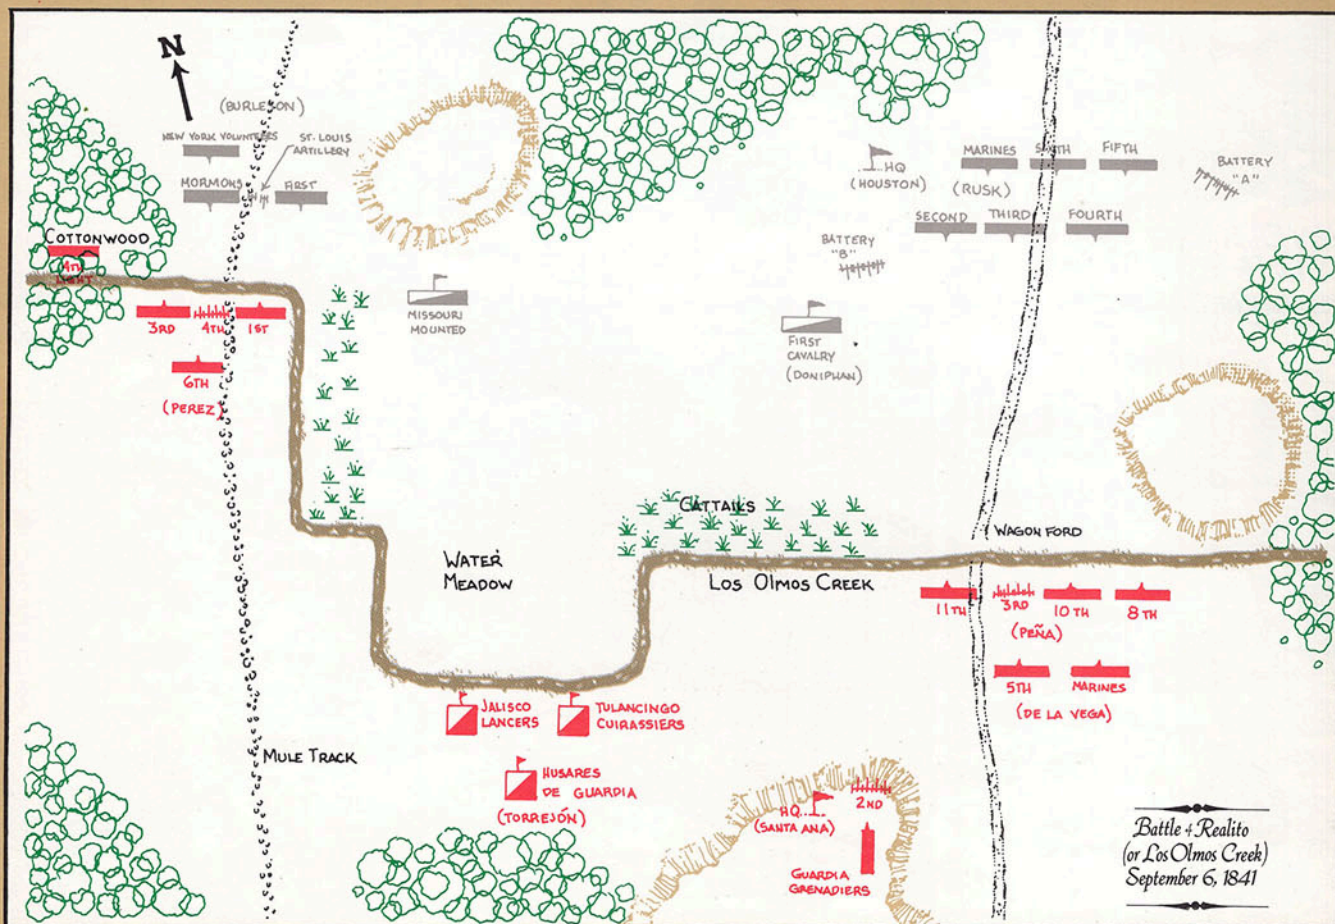 N
(BURLESON)
NEW YORK VOLUNTEERS
ST. LOUIS
ARTILLERY
MORMONS
FIRST
COTTONWOOD
4TH
LIGHT
3RD
4TH
1ST
6TH
(PEREZ)
MISSOURI
MOUNTED
HQ
(HOUSTON)
MARINES
SIXTH
FIFTH
(RUSK)
BATTERY
"A"
SECOND
THIRD
FOURTH
BATTERY
"B"
FIRST
CAVALRY
(DONIPHAN)
CATTAILS
WAGON FORD
WATER
MEADOW
LOS OLMOS CREEK
11TH
3RD
10TH
8TH
(PEÑA)
5TH
MARINES
(DE LA VEGA)
JALISCO
LANCERS
TULANCINGO
CUIRASSIERS
MULE TRACK
HUSARES
DE GUARDIA
(TORREJÓN)
HQ
(SANTA ANA)
2ND
GUARDIA
GRENADIERS
Battle of Realito
(or Los Olmos Creek)
September 6, 1841